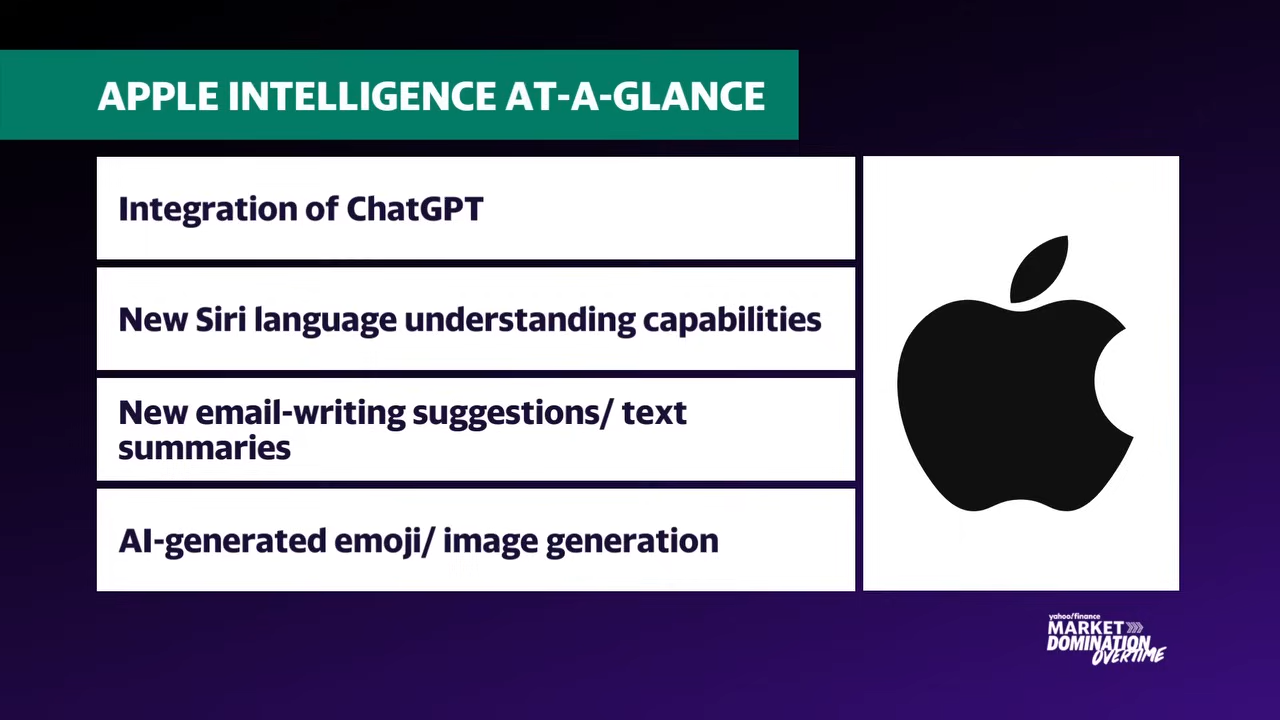 APPLE INTELLIGENCE AT-A-GLANCE
Integration of ChatGPT
New Siri language understanding capabilities
New email-writing suggestions/ text
summaries
AI-generated emoji/ image generation
yahoo!finance
MARKET
DOMINATION
OVERTIME